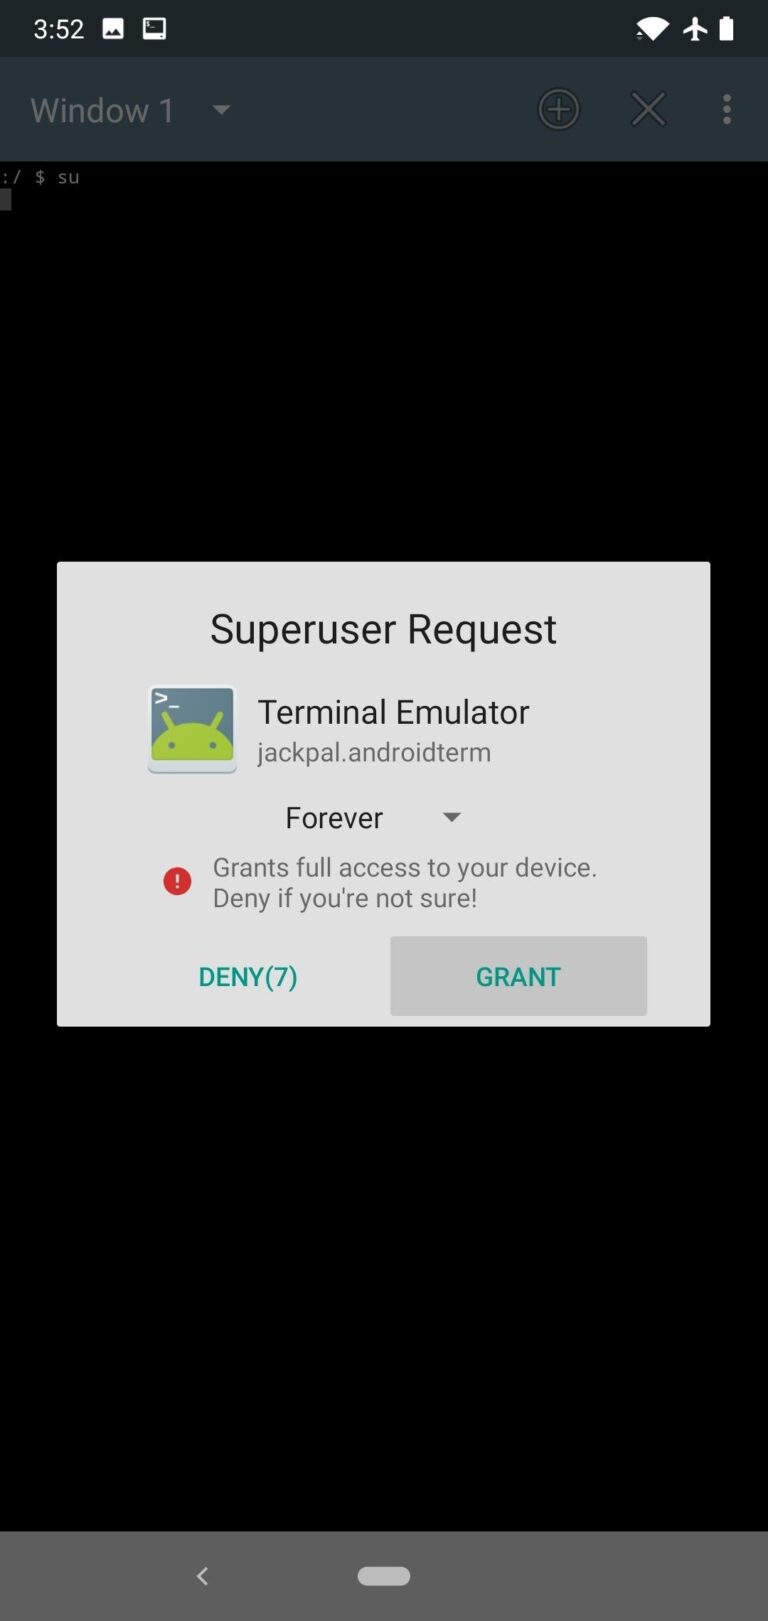 3:52
Window 1
:/ $ su
Superuser Request
>_
Terminal Emulator
jackpal.androidterm
Forever
Grants full access to your device.
Deny if you're not sure!
DENY(7)
GRANT